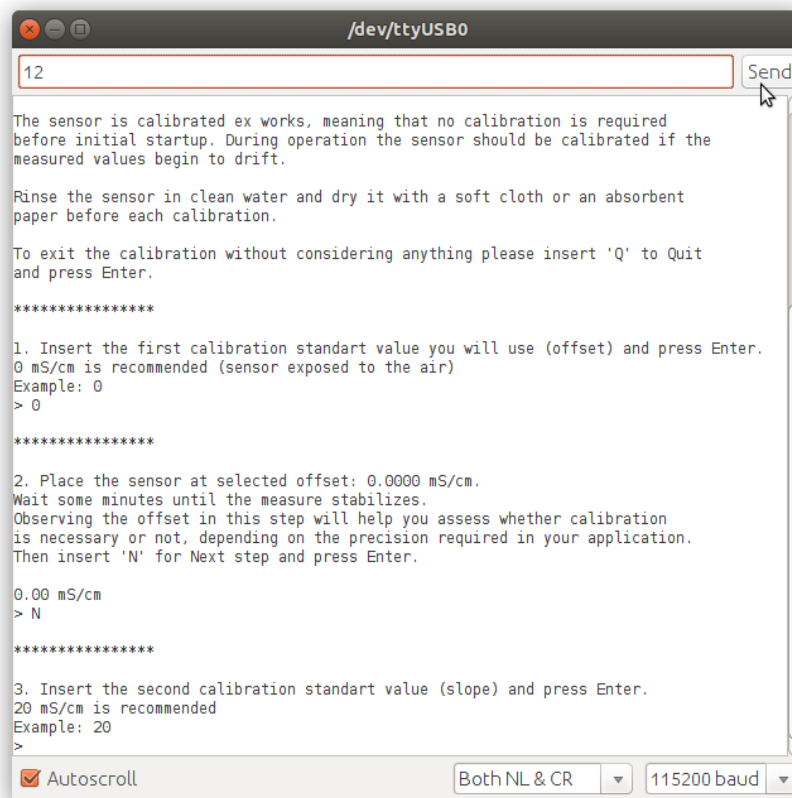 /dev/ttyUSB0
12
Send
The sensor is calibrated ex works, meaning that no calibration is required
before initial startup. During operation the sensor should be calibrated if the
measured values begin to drift.
Rinse the sensor in clean water and dry it with a soft cloth or an absorbent
paper before each calibration.
To exit the calibration without considering anything please insert 'Q' to Quit
and press Enter.
****************
1. Insert the first calibration standart value you will use (offset) and press Enter.
0 mS/cm is recommended (sensor exposed to the air)
Example: 0
> 0
****************
2. Place the sensor at selected offset: 0.0000 mS/cm.
Wait some minutes until the measure stabilizes.
Observing the offset in this step will help you assess whether calibration
is necessary or not, depending on the precision required in your application.
Then insert 'N' for Next step and press Enter.
0.00 mS/cm
> N
****************
3. Insert the second calibration standart value (slope) and press Enter.
20 mS/cm is recommended
Example: 20
>
Autoscroll
Both NL & CR
115200 baud